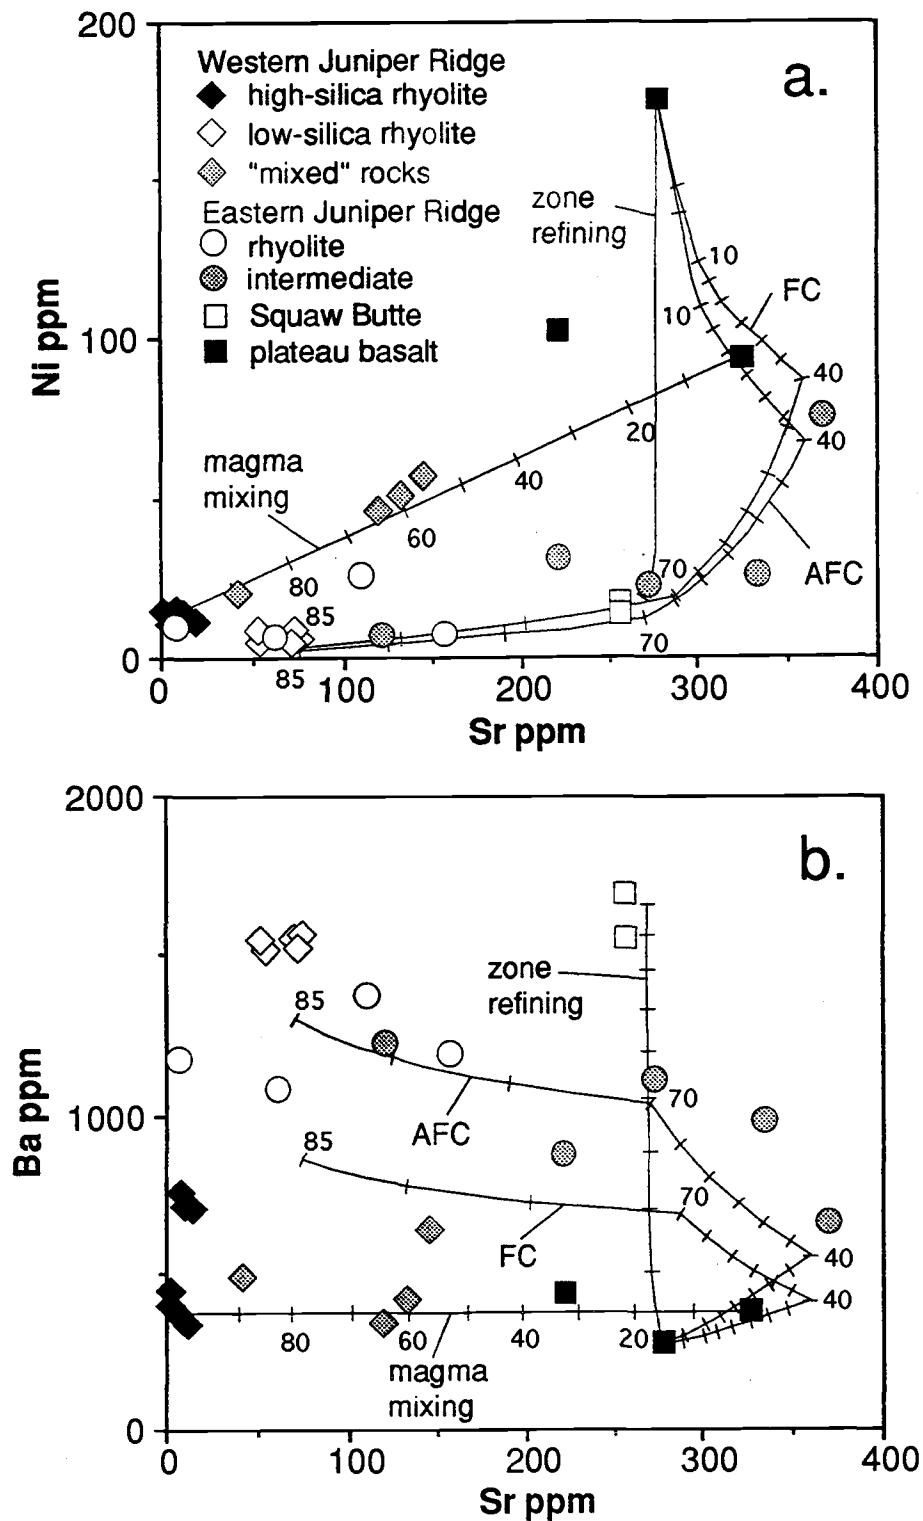 200
a.
Western Juniper Ridge
high-silica rhyolite
low-silica rhyolite
"mixed" rocks
Eastern Juniper Ridge
rhyolite
intermediate
Squaw Butte
plateau basalt
zone
refining
10
FC
10
Ni ppm
100
40
40
20
magma
mixing
40
60
80
70
AFC
85
70
0
85
0
100
200
300
400
Sr ppm
2000
b.
zone
refining
85
Ba ppm
1000
70
AFC
85
70
FC
40
40
80
60
40
20
magma
mixing
0
0
100
200
300
400
Sr ppm